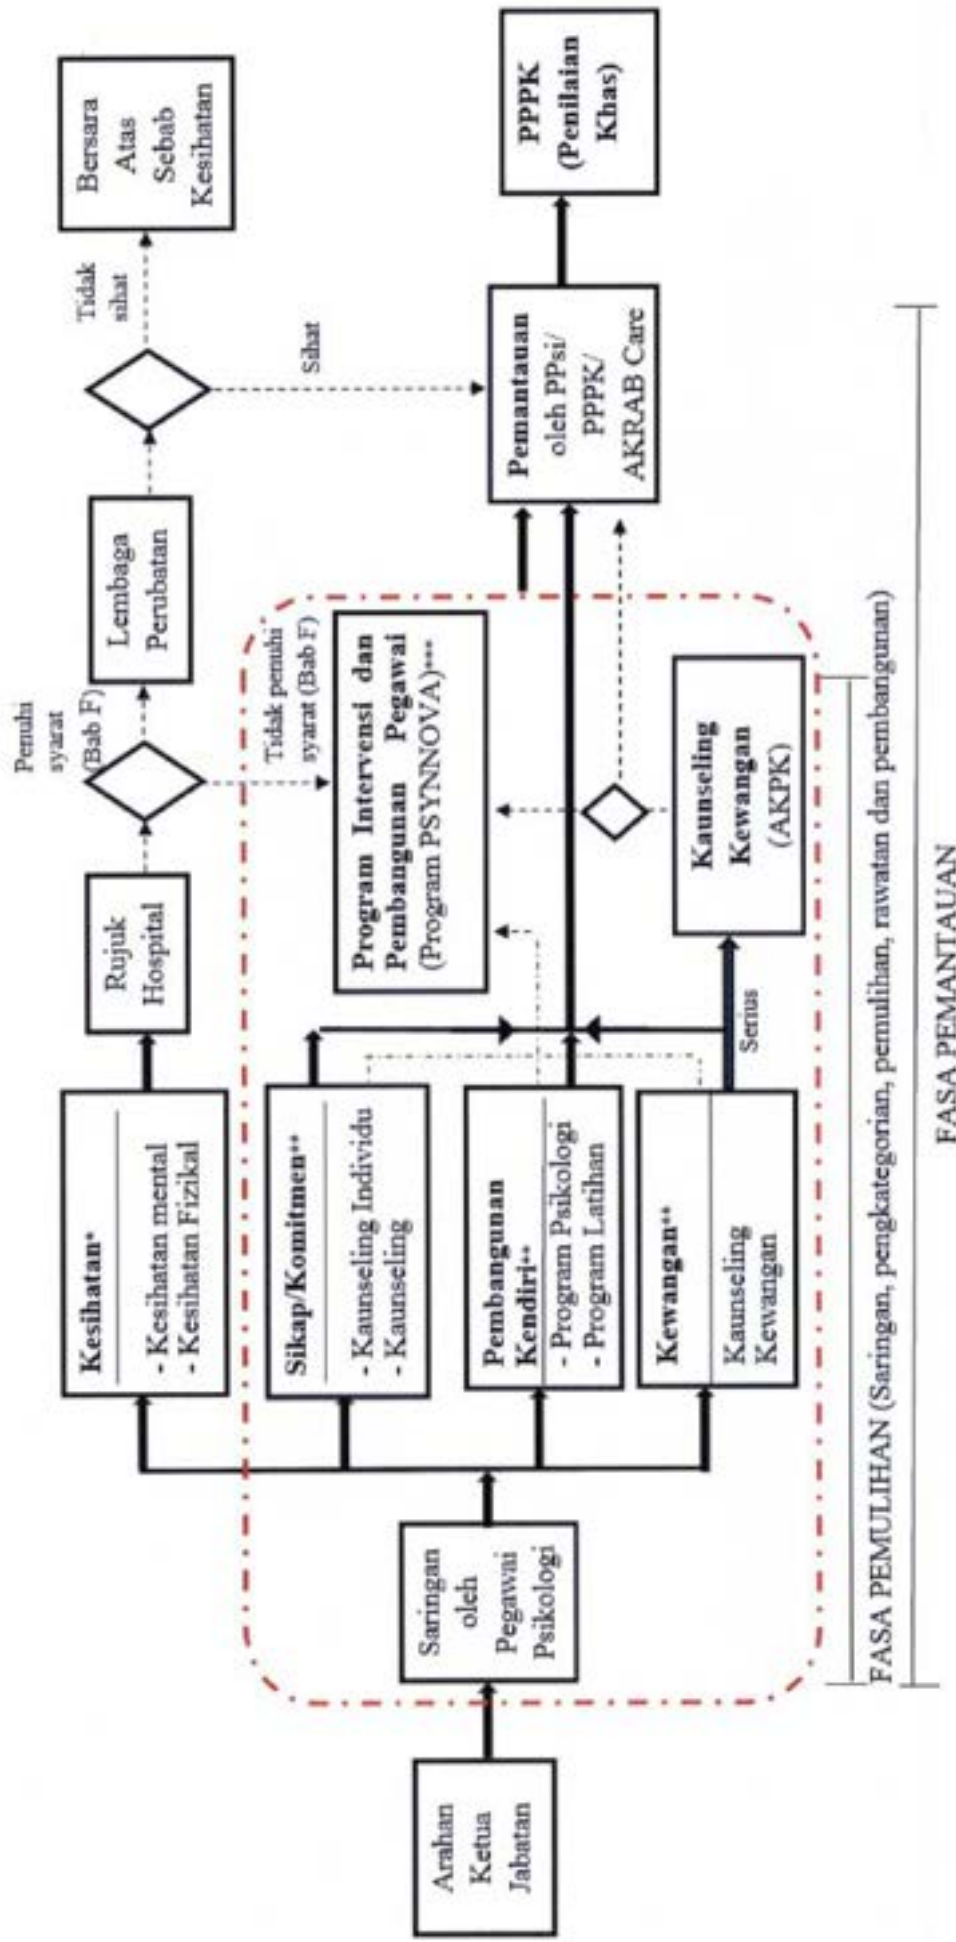 Arahan
Ketua
Jabatan
Saringan
oleh
Pegawai
Psikologi
Kesihatan*
- Kesihatan mental
- Kesihatan Fizikal
Sikap/Komitmen**
- Kaunseling Individu
- Kaunseling
Pembangunan
Kendiri**
- Program Psikologi
- Program Latihan
Kewangan**
Kaunseling
Kewangan
Serius
Rujuk
Hospital
Penuhi
syarat
(Bab F)
Tidak penuhi
syarat (Bab F)
Program Intervensi dan
Pembangunan Pegawai
(Program PSYNNOVA)***
Kaunseling
Kewangan
(AKPK)
Lembaga
Perubatan
Tidak
sihat
Sihat
Bersara
Atas
Sebab
Kesihatan
Pemantauan
oleh PPsi/
PPPK/
AKRAB Care
PPPK
(Penilaian
Khas)
FASA PEMULIHAN (Saringan, pengkategorian, pemulihan, rawatan dan pembangunan)
FASA PEMANTAUAN